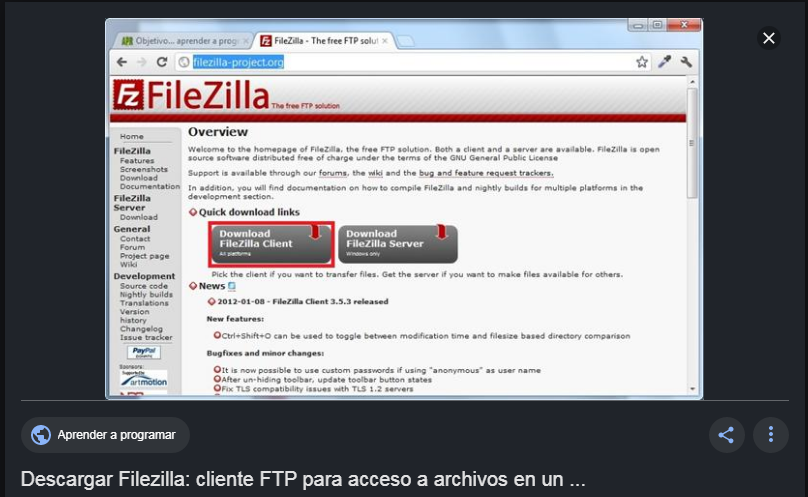 Objetivo... aprender a progr
FileZilla - The free FTP solut
filezilla-project.org
FileZilla The free FTP solution
Home
FileZilla
Features
Screenshots
Download
Documentation
FileZilla
Server
Download
General
Contact
Forum
Project page
Wiki
Development
Source code
Nightly builds
Translations
Version
history
Changelog
Issue tracker
PayPal
Sponsors:
Supported by
artmotion
Overview
Welcome to the homepage of FileZilla, the free FTP solution. Both a client and a server are available. FileZilla is open
source software distributed free of charge under the terms of the GNU General Public License
Support is available through our forums, the wiki and the bug and feature request trackers.
In addition, you will find documentation on how to compile FileZilla and nightly builds for multiple platforms in the
development section.
Quick download links
Download
FileZilla Client
All platforms
Download
FileZilla Server
Windows only
Pick the client if you want to transfer files. Get the server if you want to make files available for others.
News
2012-01-08 - FileZilla Client 3.5.3 released
New features:
Ctrl+Shift+O can be used to toggle between modification time and filesize based directory comparison
Bugfixes and minor changes:
It is now possible to use custom passwords if using "anonymous" as user name
After un-hiding toolbar, update toolbar button states
Fix TLS compatibility issues with TLS 1.2 servers
Aprender a programar
Descargar Filezilla: cliente FTP para acceso a archivos en un ...